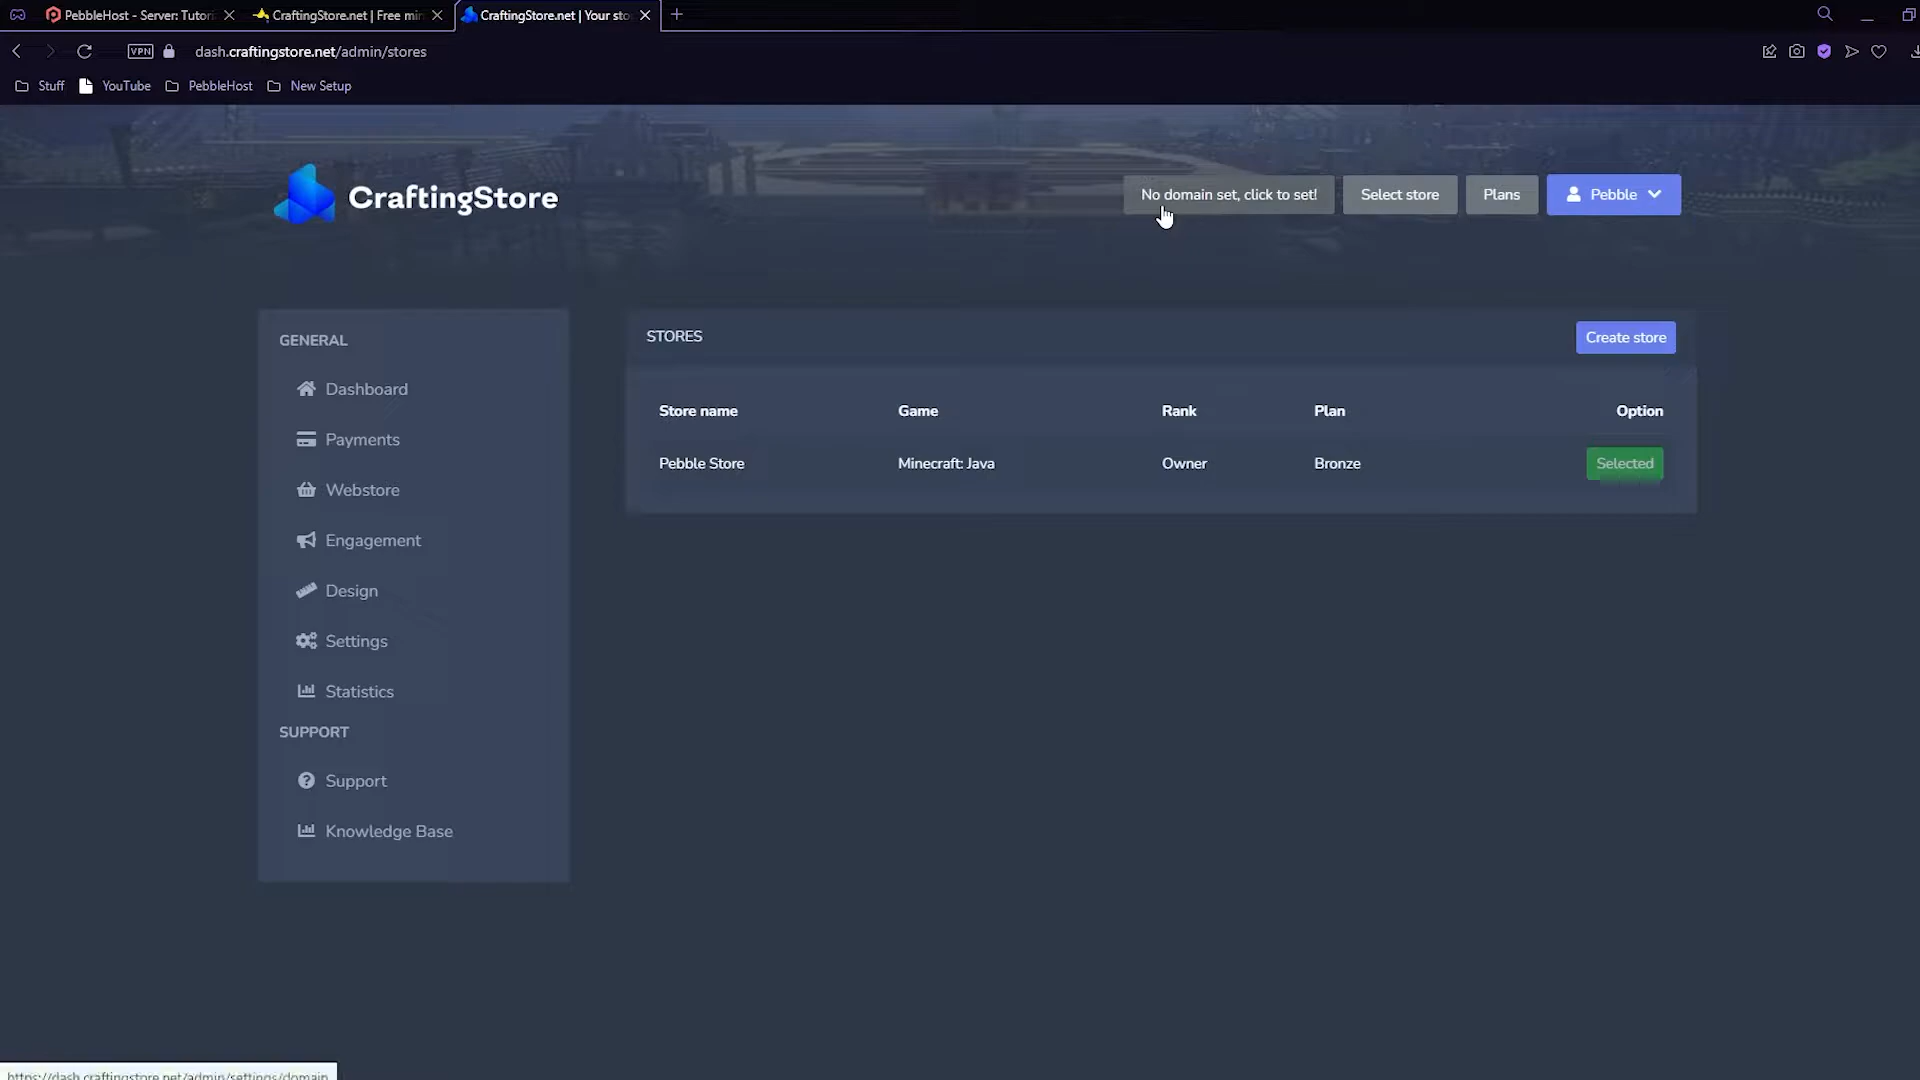 PebbleHost - Server: Tutori
CraftingStore.net | Free min
CraftingStore.net | Your sto
VPN
dash.craftingstore.net/admin/stores
Stuff
YouTube
PebbleHost
New Setup
CraftingStore
No domain set, click to set!
Select store
Plans
Pebble
GENERAL
Dashboard
Payments
Webstore
Engagement
Design
Settings
Statistics
SUPPORT
Support
Knowledge Base
STORES
Create store
Store name Game Rank Plan Option
Pebble Store Minecraft: Java Owner Bronze Selected
https://dash.craftingstore.net/admin/settings/domain